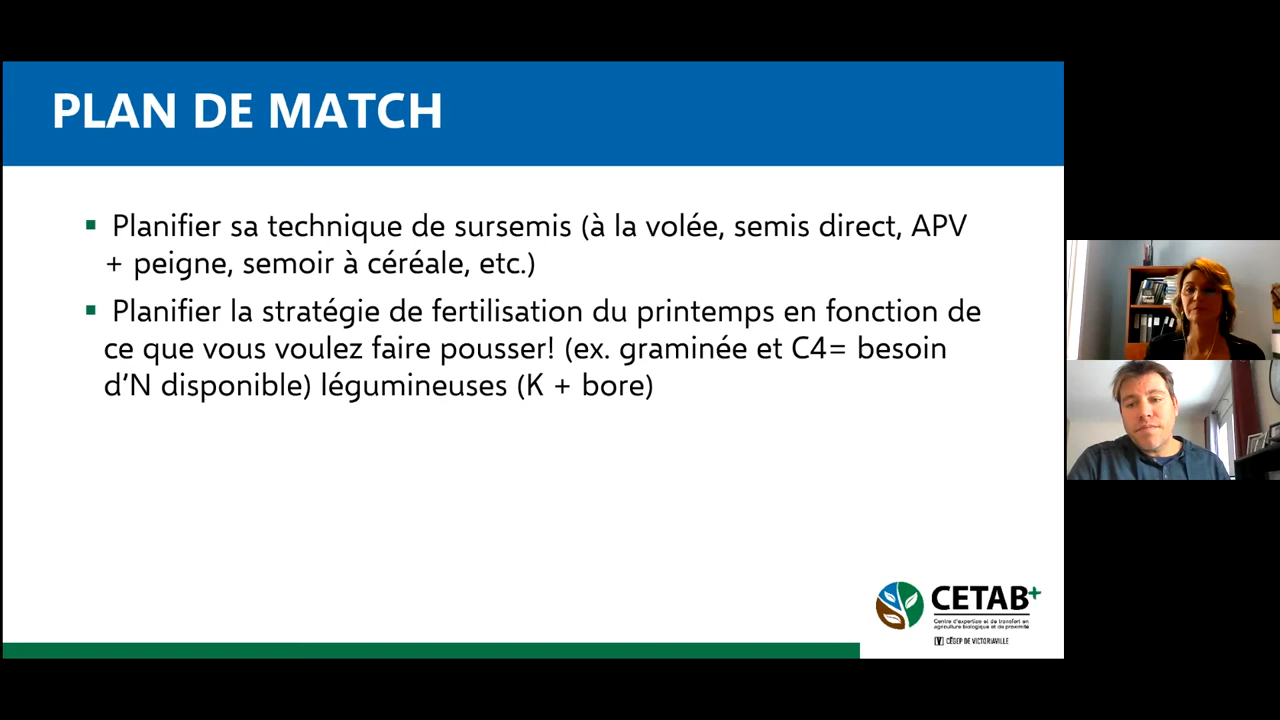 PLAN DE MATCH
▪ Planifier sa technique de sursemis (à la volée, semis direct, APV
+ peigne, semoir à céréale, etc.)
▪ Planifier la stratégie de fertilisation du printemps en fonction de
ce que vous voulez faire pousser! (ex. graminée et C4= besoin
d'N disponible) légumineuses (K + bore)
CETAB+
Centre d'expertise et de transfert en
agriculture biologique et de proximité
CÉGEP DE VICTORIAVILLE